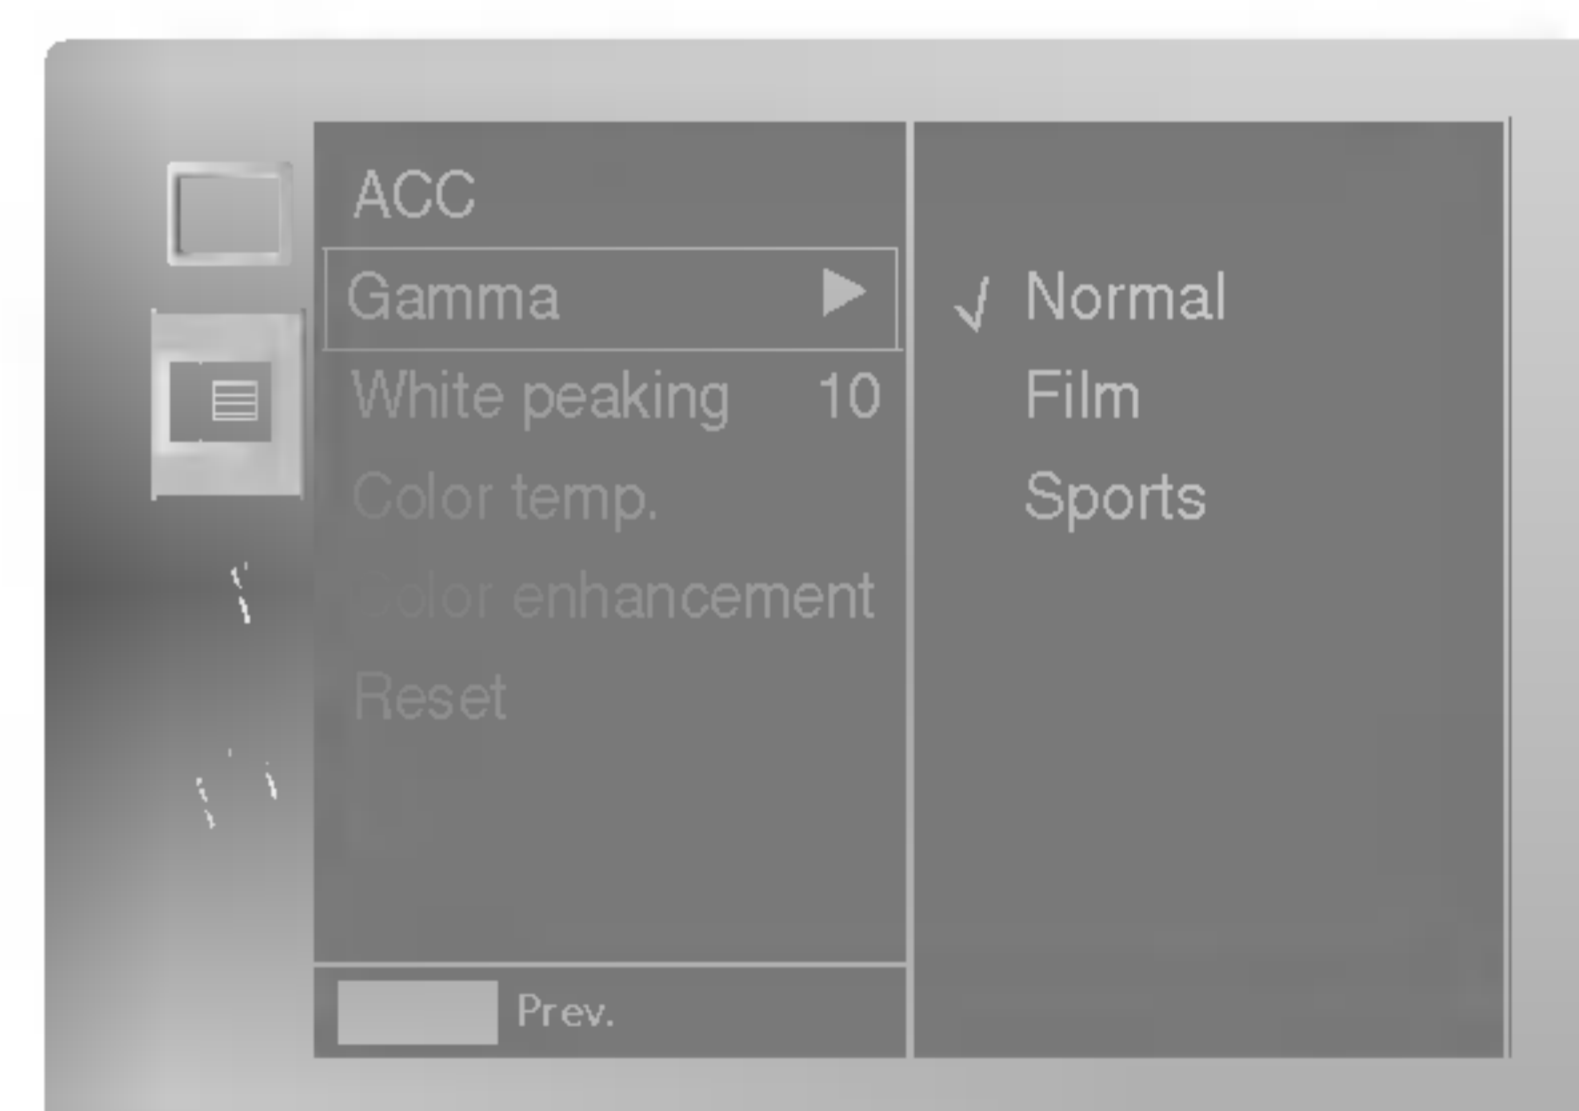 ACC
Gamma
White peaking 10
Color temp.
Color enhancement
Reset
Prev.
Normal
Film
Sports